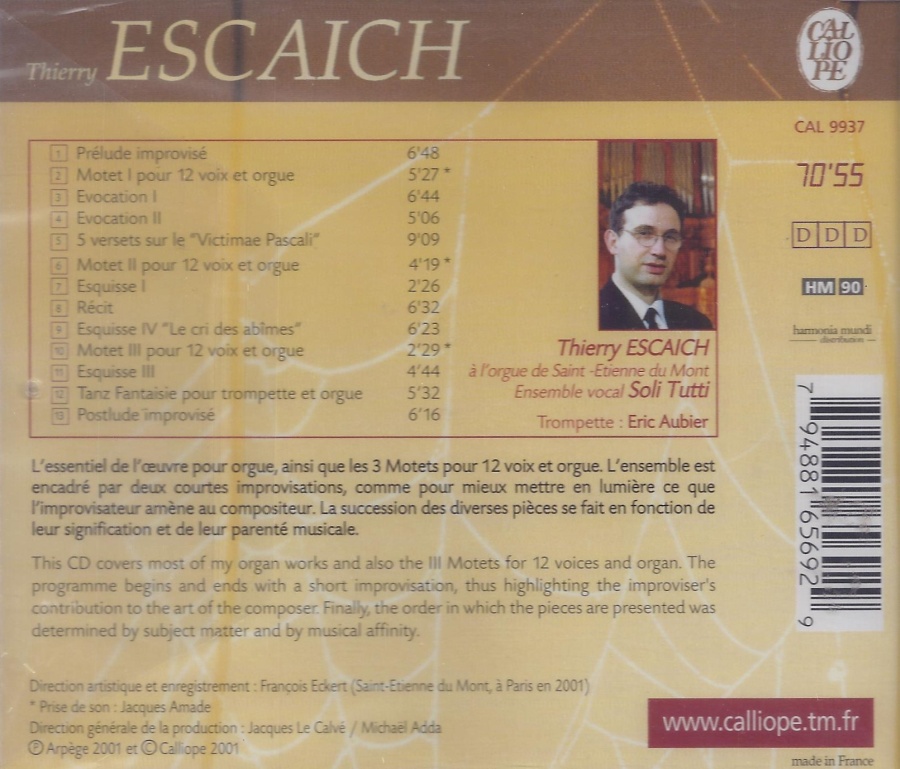 Thierry ESCAICH
CALLIOPE
CAL 9937
70'55
DDD
HM 90
harmonia mundi
distribution
1 Prélude improvisé 6'48
2 Motet I pour 12 voix et orgue 5'27 *
3 Evocation I 6'44
4 Evocation II 5'06
5 5 versets sur le "Victimae Pascali" 9'09
6 Motet II pour 12 voix et orgue 4'19 *
7 Esquisse I 2'26
8 Récit 6'32
9 Esquisse IV "Le cri des abîmes" 6'23
10 Motet III pour 12 voix et orgue 2'29 *
11 Esquisse III 4'44
12 Tanz Fantaisie pour trompette et orgue 5'32
13 Postlude improvisé 6'16
Thierry ESCAICH
à l'orgue de Saint -Etienne du Mont
Ensemble vocal Soli Tutti
Trompette : Eric Aubier
7 94881 65692 9
L'essentiel de l'œuvre pour orgue, ainsi que les 3 Motets pour 12 voix et orgue. L'ensemble est
encadré par deux courtes improvisations, comme pour mieux mettre en lumière ce que
l'improvisateur amène au compositeur. La succession des diverses pièces se fait en fonction de
leur signification et de leur parenté musicale.
This CD covers most of my organ works and also the III Motets for 12 voices and organ. The
programme begins and ends with a short improvisation, thus highlighting the improviser's
contribution to the art of the composer. Finally, the order in which the pieces are presented was
determined by subject matter and by musical affinity.
Direction artistique et enregistrement : François Eckert (Saint-Etienne du Mont, à Paris en 2001)
* Prise de son : Jacques Amade
Direction générale de la production : Jacques Le Calvé / Michaël Adda
Ⓟ Arpège 2001 et © Calliope 2001
www.calliope.tm.fr
made in France